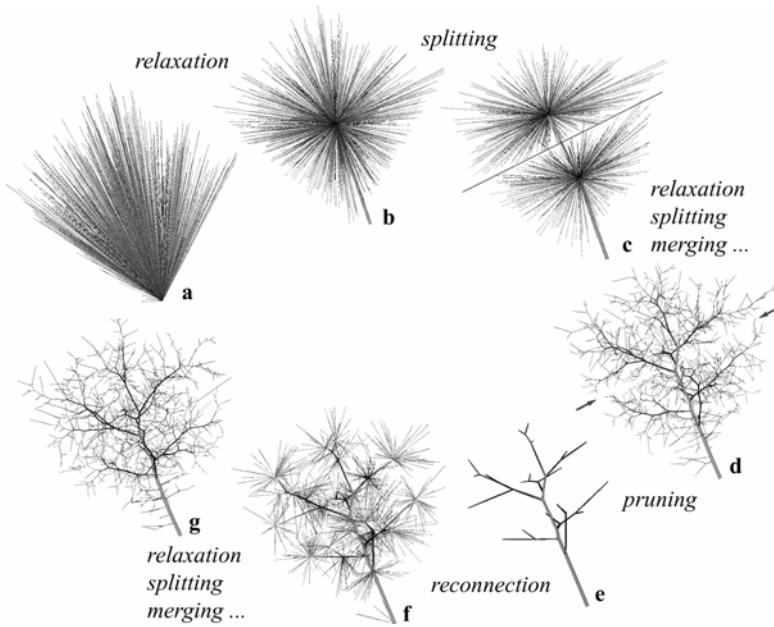 relaxation
splitting
a
b
c
relaxation
splitting
merging ...
d
pruning
e
reconnection
f
g
relaxation
splitting
merging ...